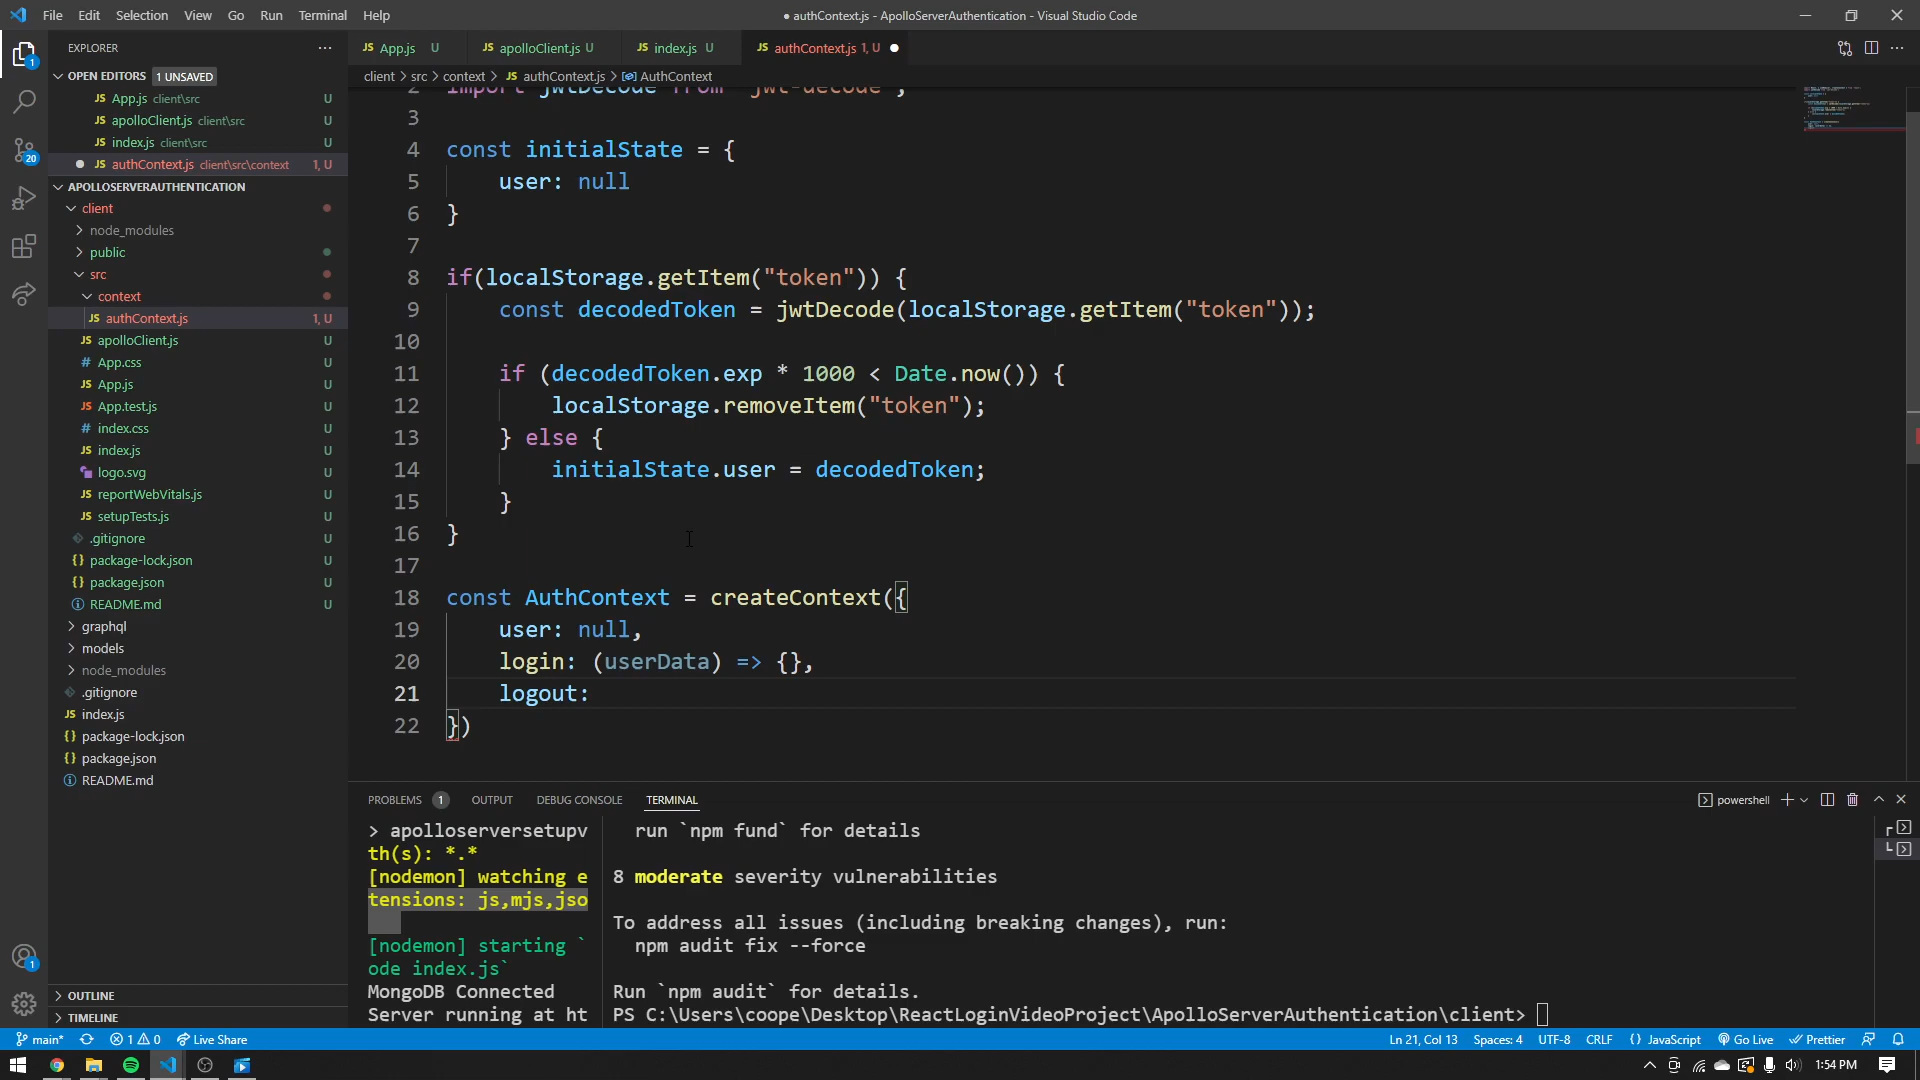 File Edit Selection View Go Run Terminal Help
● authContext.js - ApolloServerAuthentication - Visual Studio Code
EXPLORER
OPEN EDITORS 1 UNSAVED
JS App.js client\src U
JS apolloClient.js client\src U
JS index.js client\src U
● JS authContext.js client\src\context 1, U
APOLLOSERVERAUTHENTICATION
client
node_modules
public
src
context
JS authContext.js 1, U
JS apolloClient.js U
# App.css U
JS App.js U
JS App.test.js U
# index.css U
JS index.js U
logo.svg U
JS reportWebVitals.js U
JS setupTests.js U
.gitignore U
{} package-lock.json U
{} package.json U
README.md U
graphql
models
node_modules
.gitignore
JS index.js
{} package-lock.json
{} package.json
README.md
OUTLINE
TIMELINE
JS App.js U
JS apolloClient.js U
JS index.js U
JS authContext.js 1, U ●
client > src > context > JS authContext.js > AuthContext
2 import jwtDecode from "jwt-decode";
3
4 const initialState = {
5 user: null
6 }
7
8 if(localStorage.getItem("token")) {
9 const decodedToken = jwtDecode(localStorage.getItem("token"));
10
11 if (decodedToken.exp * 1000 < Date.now()) {
12 localStorage.removeItem("token");
13 } else {
14 initialState.user = decodedToken;
15 }
16 }
17
18 const AuthContext = createContext({
19 user: null,
20 login: (userData) => {},
21 logout:
22 })
PROBLEMS 1 OUTPUT DEBUG CONSOLE TERMINAL
powershell
> apolloserversetupv
th(s): *.*
[nodemon] watching e
tensions: js,mjs,jso
[nodemon] starting `
ode index.js`
MongoDB Connected
Server running at ht
run `npm fund` for details
8 moderate severity vulnerabilities
To address all issues (including breaking changes), run:
npm audit fix --force
Run `npm audit` for details.
PS C:\Users\coope\Desktop\ReactLoginVideoProject\ApolloServerAuthentication\client>
main* 1 0 Live Share
Ln 21, Col 13 Spaces: 4 UTF-8 CRLF {} JavaScript Go Live Prettier
1:54 PM
1
20
1